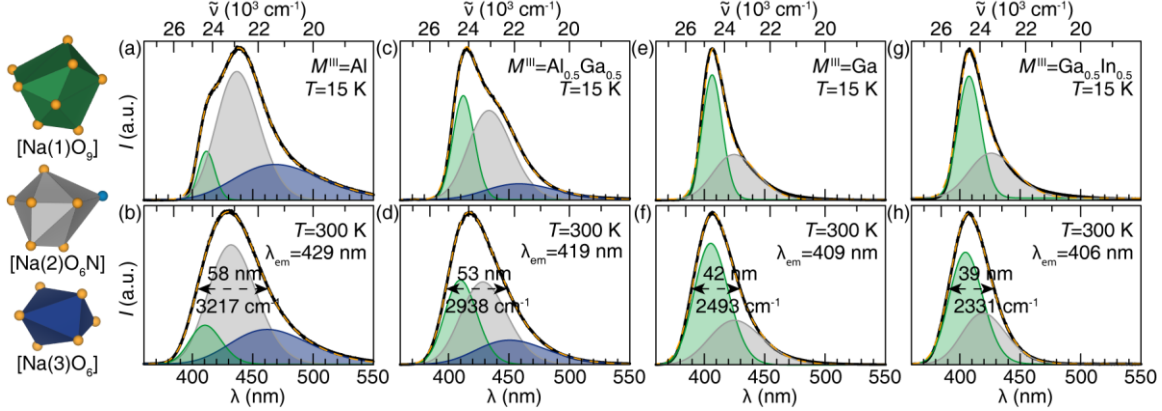 ṽ (10³ cm⁻¹) ṽ (10³ cm⁻¹) ṽ (10³ cm⁻¹) ṽ (10³ cm⁻¹)
26 24 22 20 26 24 22 20 26 24 22 20 26 24 22 20
(a) Mᴵᴵᴵ=Al
T=15 K
(c) Mᴵᴵᴵ=Al₀.₅Ga₀.₅
T=15 K
(e) Mᴵᴵᴵ=Ga
T=15 K
(g) Mᴵᴵᴵ=Ga₀.₅In₀.₅
T=15 K
I (a.u.)
[Na(1)O₉]
[Na(2)O₆N]
[Na(3)O₆]
(b) T=300 K
λem=429 nm
58 nm
3217 cm⁻¹
(d) T=300 K
λem=419 nm
53 nm
2938 cm⁻¹
(f) T=300 K
λem=409 nm
42 nm
2493 cm⁻¹
(h) T=300 K
λem=406 nm
39 nm
2331 cm⁻¹
I (a.u.)
400 450 500 550 400 450 500 550 400 450 500 550 400 450 500 550
λ (nm) λ (nm) λ (nm) λ (nm)